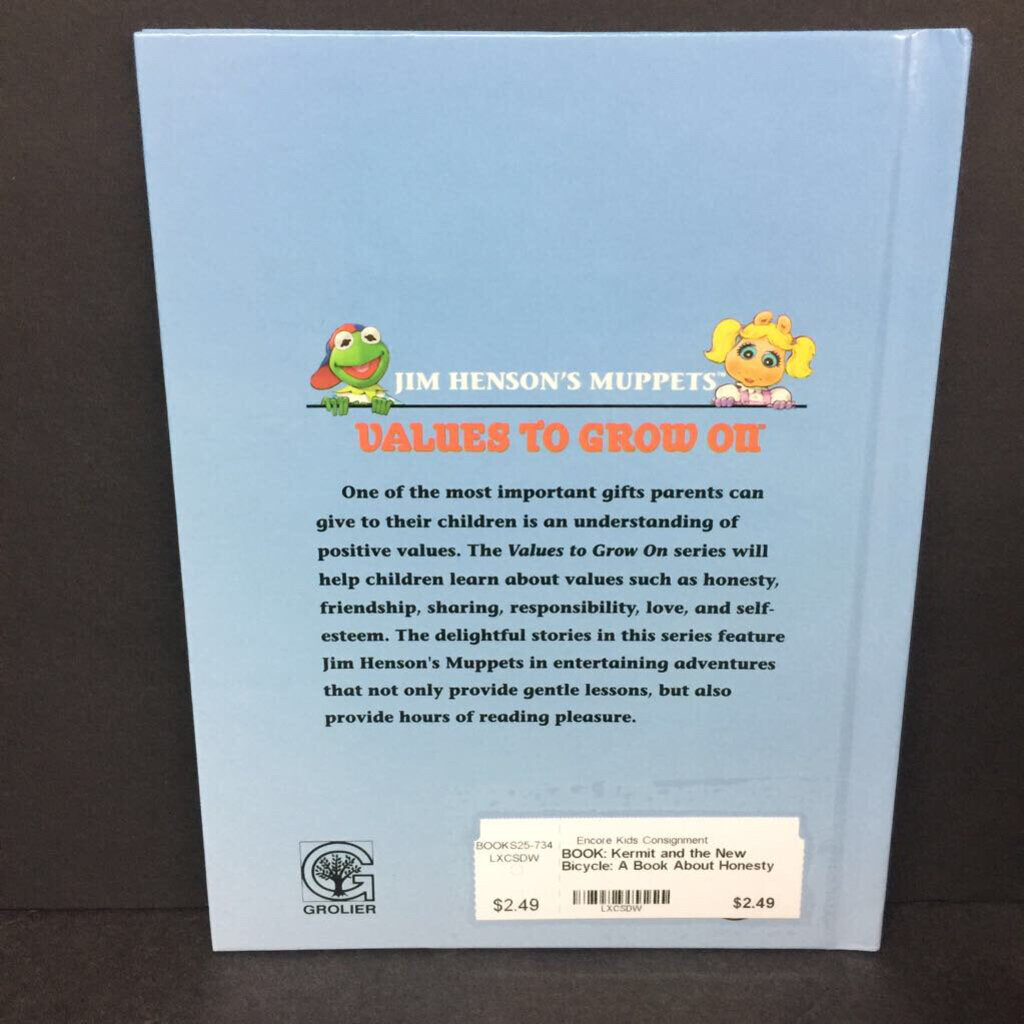 JIM HENSON'S MUPPETS™
VALUES TO GROW ON™
One of the most important gifts parents can
give to their children is an understanding of
positive values. The Values to Grow On series will
help children learn about values such as honesty,
friendship, sharing, responsibility, love, and self-
esteem. The delightful stories in this series feature
Jim Henson's Muppets in entertaining adventures
that not only provide gentle lessons, but also
provide hours of reading pleasure.
G
GROLIER
BOOKS25-734
LXCSDW
$2.49
Encore Kids Consignment
BOOK: Kermit and the New
Bicycle: A Book About Honesty
LXCSDW
$2.49